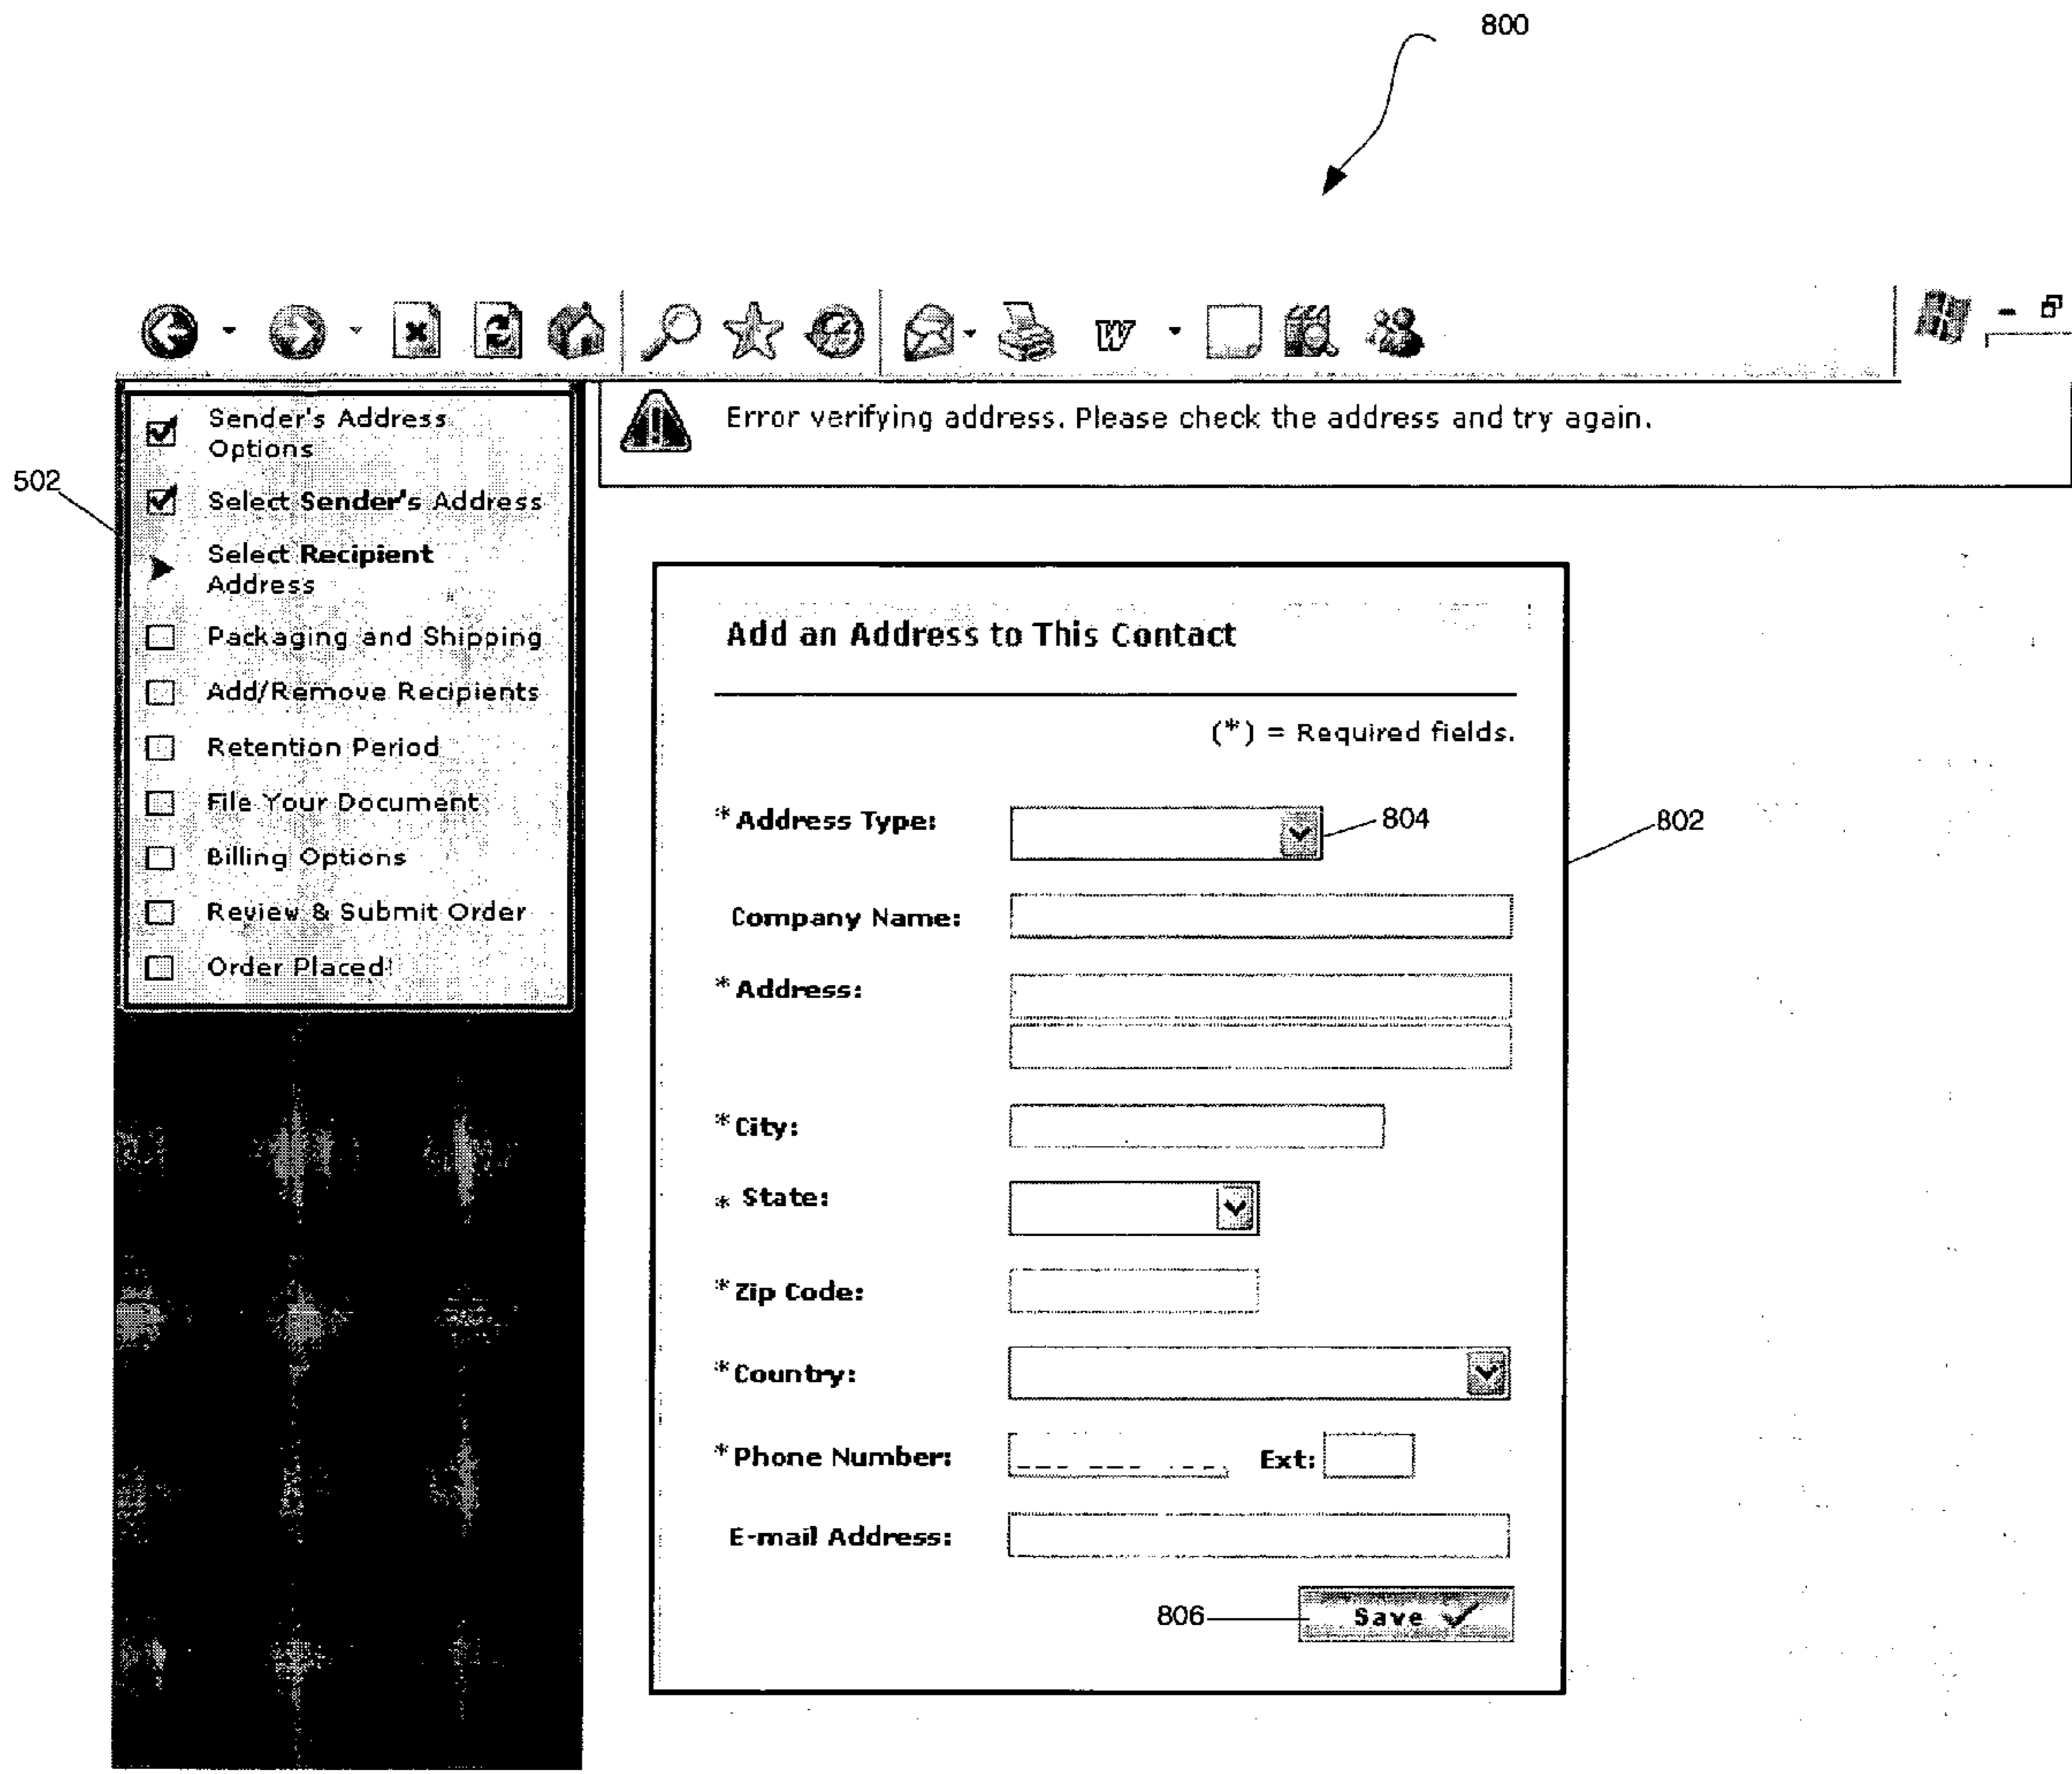 800
W
Error verifying address. Please check the address and try again.
502
Sender's Address
Options
Select Sender's Address
Select Recipient
Address
Packaging and Shipping
Add/Remove Recipients
Retention Period
File Your Document
Billing Options
Review & Submit Order
Order Placed!
Add an Address to This Contact
(*) = Required fields.
*Address Type:
804
802
Company Name:
*Address:
*City:
* State:
*Zip Code:
*Country:
*Phone Number: Ext:
E-mail Address:
806
Save